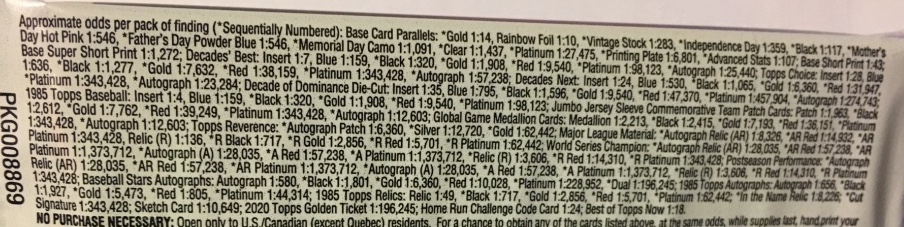 Approximate odds per pack of finding (*Sequentially Numbered): Base Card Parallels: *Gold 1:14, Rainbow Foil 1:10, *Vintage Stock 1:283, *Independence Day 1:359, *Black 1:117, *Mother's
Day Hot Pink 1:546, *Father's Day Powder Blue 1:546, *Memorial Day Camo 1:1,091, *Clear 1:1,437, *Platinum 1:27,475, *Printing Plate 1:6,801, *Advanced Stats 1:107; Base Short Print 1:43;
Base Super Short Print 1:1,272; Decades' Best: Insert 1:7, Blue 1:159, *Black 1:320, *Gold 1:1,908, *Red 1:9,540, *Platinum 1:98,123, *Autograph 1:25,440; Topps Choice: Insert 1:28, Blue
1:636, *Black 1:1,277, *Gold 1:7,632, *Red 1:38,159, *Platinum 1:343,428, *Autograph 1:57,238; Decades Next: Insert 1:24, Blue 1:530, *Black 1:1,065, *Gold 1:6,360, *Red 1:31,947,
*Platinum 1:343,428, *Autograph 1:23,284; Decade of Dominance Die-Cut: Insert 1:35, Blue 1:795, *Black 1:1,596, *Gold 1:9,540, *Red 1:47,370, *Platinum 1:457,904, *Autograph 1:274,743;
1985 Topps Baseball: Insert 1:4, Blue 1:159, *Black 1:320, *Gold 1:1,908, *Red 1:9,540, *Platinum 1:98,123; Jumbo Jersey Sleeve Commemorative Team Patch Cards: Patch 1:1,963, *Black
1:2,612, *Gold 1:7,762, *Red 1:39,249, *Platinum 1:343,428, *Autograph 1:12,603; Global Game Medallion Cards: Medallion 1:2,213, *Black 1:2,415, *Gold 1:7,193, *Red 1:36,151, *Platinum
1:343,428, *Autograph 1:12,603; Topps Reverence: *Autograph Patch 1:6,360, *Silver 1:12,720, *Gold 1:62,442; Major League Material: *Autograph Relic (AR) 1:8,326, *AR Red 1:14,932, *AR
Platinum 1:343,428, Relic (R) 1:136, *R Black 1:717, *R Gold 1:2,856, *R Red 1:5,701, *R Platinum 1:62,442; World Series Champion: *Autograph Relic (AR) 1:28,035, *AR Red 1:57,238, *AR
Platinum 1:1,373,712, *Autograph (A) 1:28,035, *A Red 1:57,238, *A Platinum 1:1,373,712, *Relic (R) 1:3,606, *R Red 1:14,310, *R Platinum 1:343,428; Postseason Performance: *Autograph
Relic (AR) 1:28,035, *AR Red 1:57,238, *AR Platinum 1:1,373,712, *Autograph (A) 1:28,035, *A Red 1:57,238, *A Platinum 1:1,373,712, *Relic (R) 1:3,606, *R Red 1:14,310, *R Platinum
1:343,428; Baseball Stars Autographs: Autograph 1:580, *Black 1:1,801, *Gold 1:6,360, *Red 1:10,028, *Platinum 1:228,952, *Dual 1:196,245; 1985 Topps Autographs: Autograph 1:656, *Black
1:1,927, *Gold 1:5,473, *Red 1:805, *Platinum 1:44,314; 1985 Topps Relics: Relic 1:49, *Black 1:717, *Gold 1:2,856, *Red 1:5,701, *Platinum 1:62,442; *In the Name Relic 1:8,226; *Cut
Signature 1:343,428; Sketch Card 1:10,649; 2020 Topps Golden Ticket 1:196,245; Home Run Challenge Code Card 1:24; Best of Topps Now 1:18.
NO PURCHASE NECESSARY: Open only to U.S./Canadian (except Quebec) residents. For a chance to obtain any of the cards listed above, at the same odds, while supplies last, hand print your
PKG008869